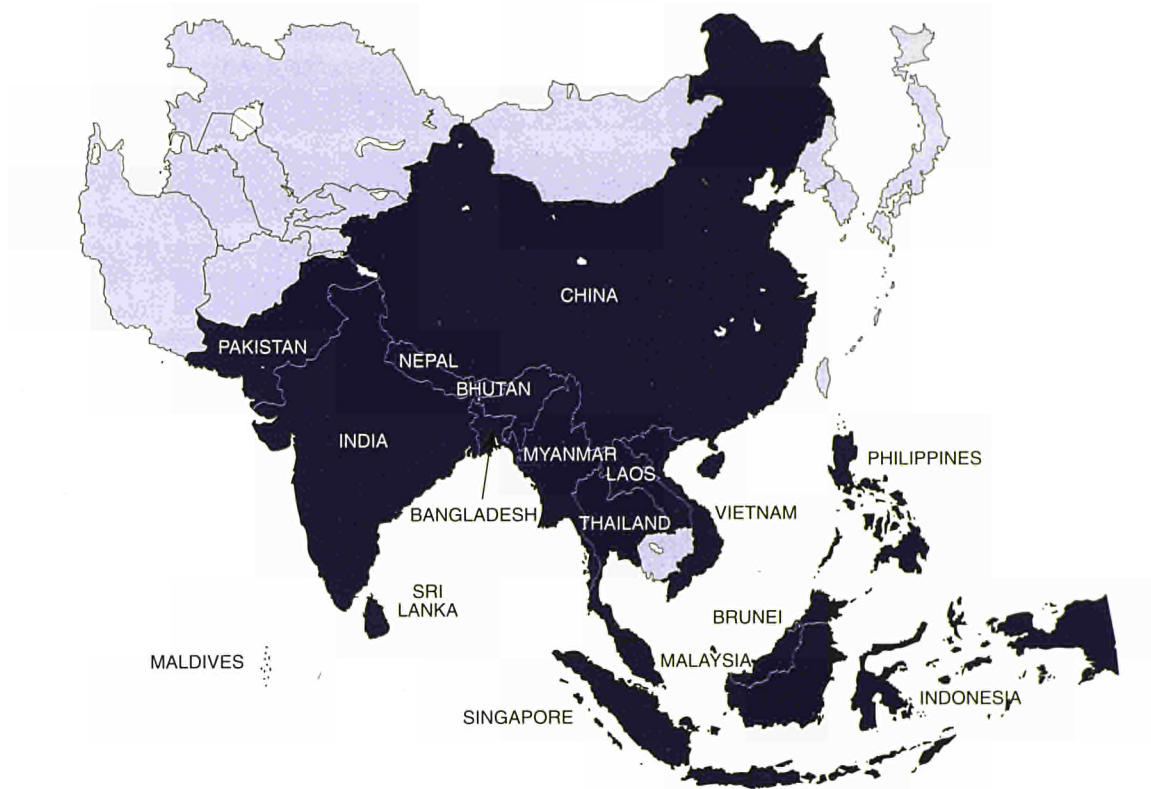 CHINA
PAKISTAN
NEPAL
BHUTAN
INDIA
MYANMAR
LAOS
PHILIPPINES
BANGLADESH
THAILAND
VIETNAM
SRI
LANKA
BRUNEI
MALDIVES
MALAYSIA
INDONESIA
SINGAPORE